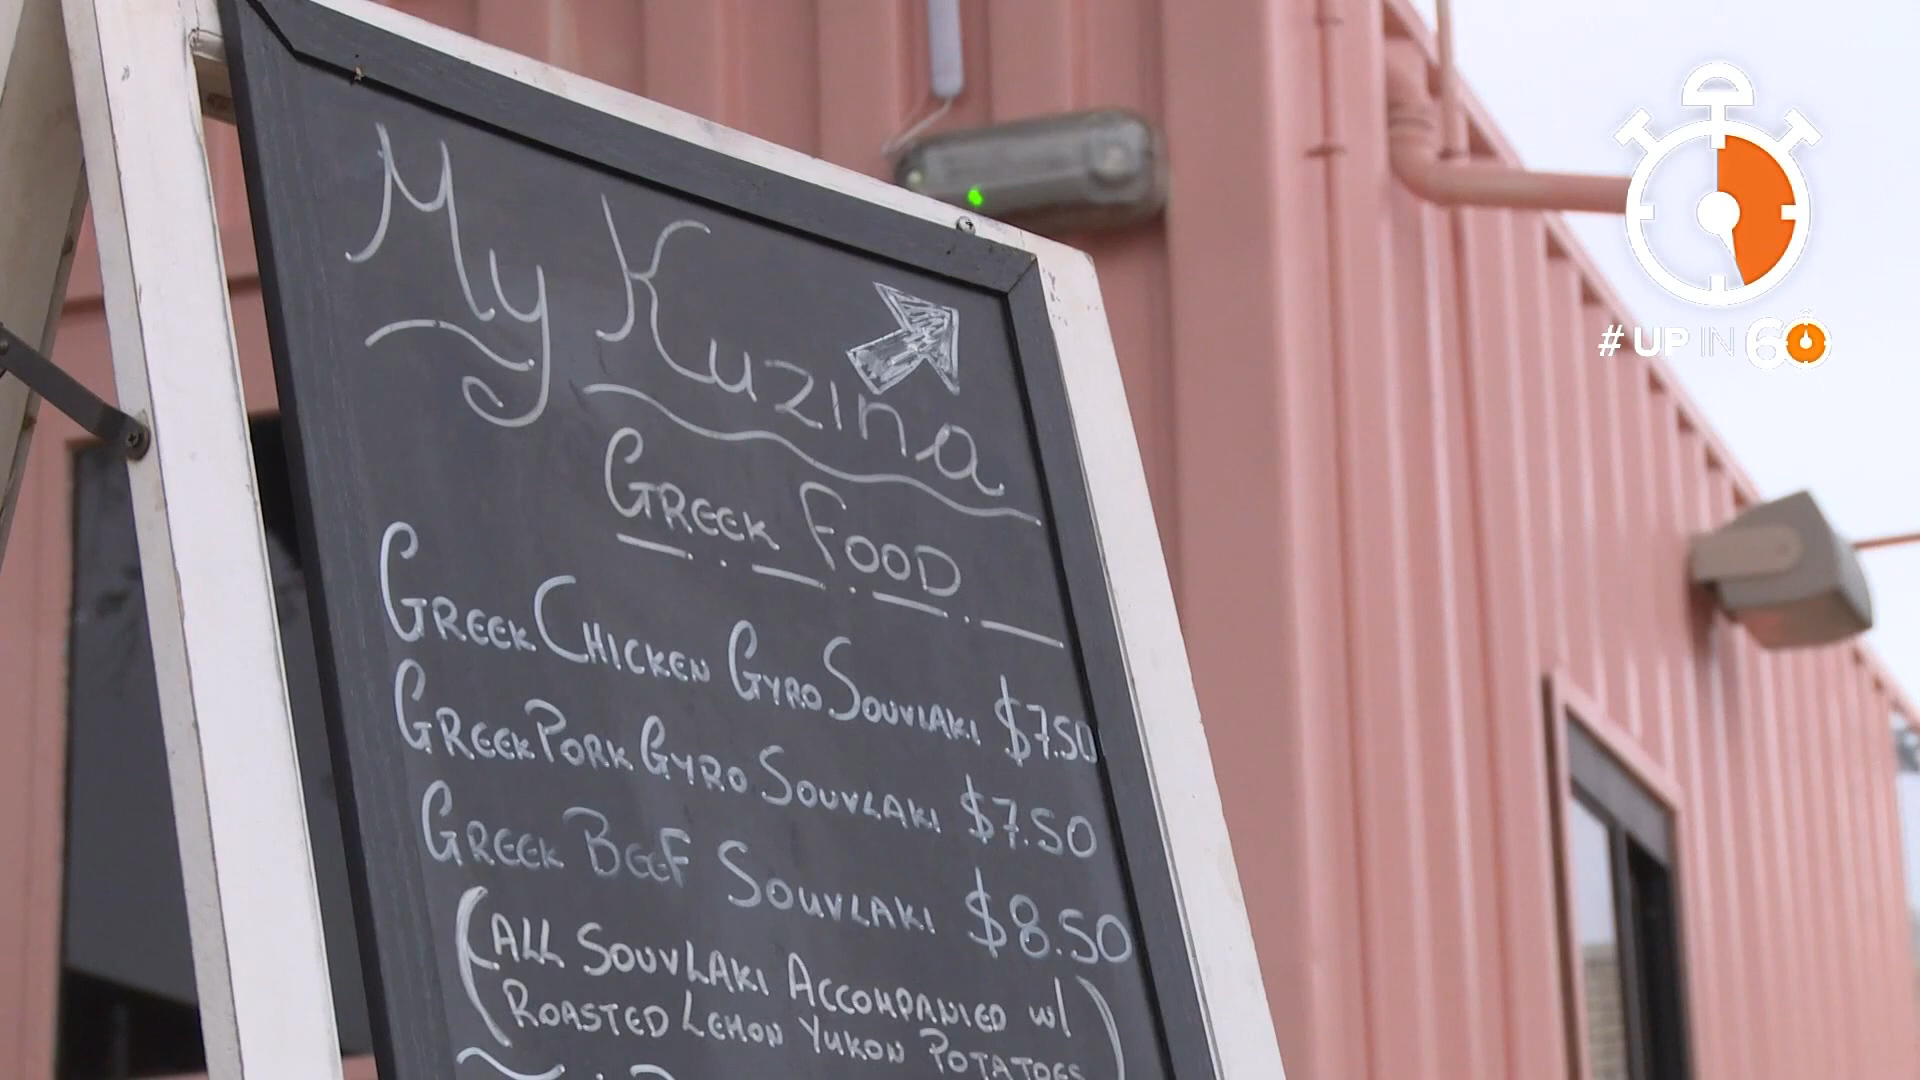 My Kuzina
GREEK FOOD
GREEK CHICKEN GYRO SOUVLAKI $7.50
GREEK PORK GYRO SOUVLAKI $7.50
GREEK BEEF SOUVLAKI $8.50
(ALL SOUVLAKI ACCOMPANIED w/
ROASTED LEMON YUKON POTATOES)
# UP IN 60